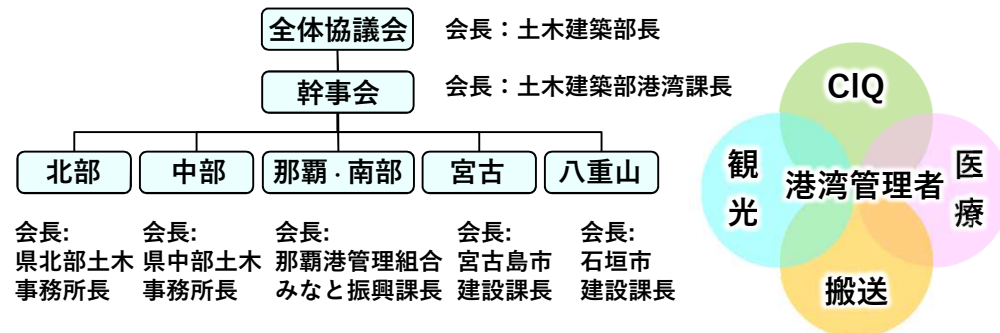 全体協議会
会長：土木建築部長
幹事会
会長：土木建築部港湾課長
北部
中部
那覇・南部
宮古
八重山
会長:
県北部土木
事務所長
会長:
県中部土木
事務所長
会長:
那覇港管理組合
みなと振興課長
会長:
宮古島市
建設課長
会長:
石垣市
建設課長
CIQ
観光
港湾管理者
医療
搬送